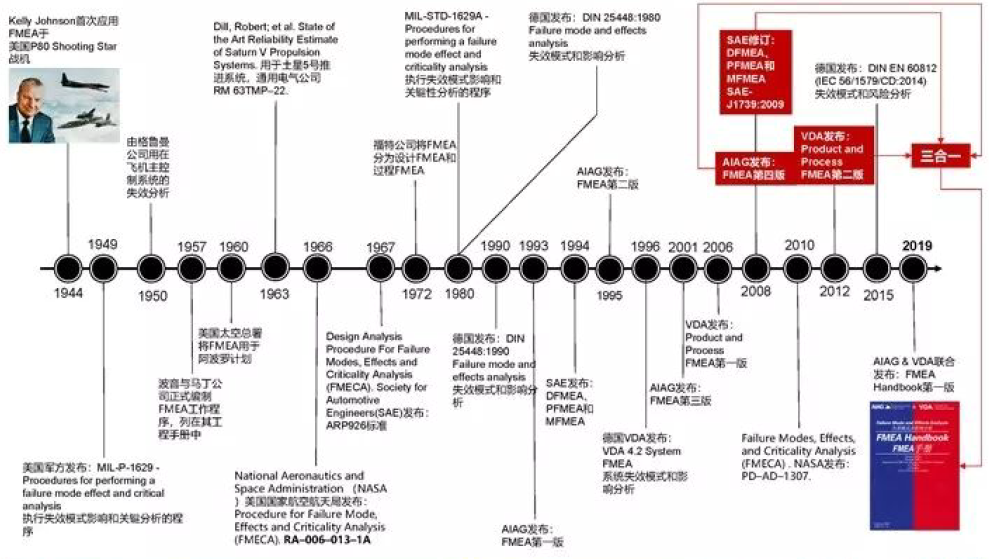 Kelly Johnson首次应用
FMEA于
美国P80 Shooting Star
战机
由格鲁曼
公司用在
飞机主控
制系统的
失效分析
Dill, Robert; et al. State of
the Art Reliability Estimate
of Saturn V Propulsion
Systems. 用于土星5号推
进系统，通用电气公司
RM 63TMP–22.
福特公司将FMEA
分为设计FMEA和
过程FMEA
MIL-STD-1629A -
Procedures for
performing a failure
mode effect and
criticality analysis
执行失效模式影响和
关键性分析的程序
德国发布：DIN 25448:1980
Failure mode and effects
analysis
失效模式和影响分析
AIAG发布：
FMEA第二版
SAE修订：
DFMEA,
PFMEA和
MFMEA
SAE-
J1739:2009
AIAG发布：
FMEA第四版
VDA发布：
Product and
Process
FMEA第二版
德国发布：DIN EN 60812
(IEC 56/1579/CD:2014)
失效模式和风险分析
三合一
1949
1957
1960
1966
1967
1990
1993
1994
1996
2001
2006
2010
2019
1944
1950
1963
1972
1980
1995
2008
2012
2015
美国军方发布：MIL-P-1629 -
Procedures for performing a
failure mode effect and critical
analysis
执行失效模式影响和关键分析的程
序
波音与马丁公
司正式编制
FMEA工作程
序，列在其工
程手册中
美国太空总署
将FMEA用于
阿波罗计划
National Aeronautics and
Space Administration （NASA
）美国国家航空航天局发布：
Procedure for Failure Mode,
Effects and Criticality Analysis
(FMECA). RA–006–013–1A
Design Analysis
Procedure For Failure
Modes, Effects and
Criticality Analysis
(FMECA). Society for
Automotive
Engineers(SAE)发布：
ARP926标准
德国发布：DIN
25448:1990
Failure mode and
effects analysis
失效模式和影响分
析
AIAG发布：
FMEA第一版
SAE发布：
DFMEA,
PFMEA和
MFMEA
德国VDA发布：
VDA 4.2 System
FMEA
系统失效模式和影
响分析
AIAG发布：
FMEA第三版
VDA发布：
Product and
Process
FMEA第一版
Failure Modes, Effects,
and Criticality Analysis
(FMECA) . NASA发布：
PD–AD–1307.
AIAG & VDA联合
发布：FMEA
Handbook第一版
AIAG
VDA
Failure Mode and Effects Analysis
FMEA Handbook
FMEA手册